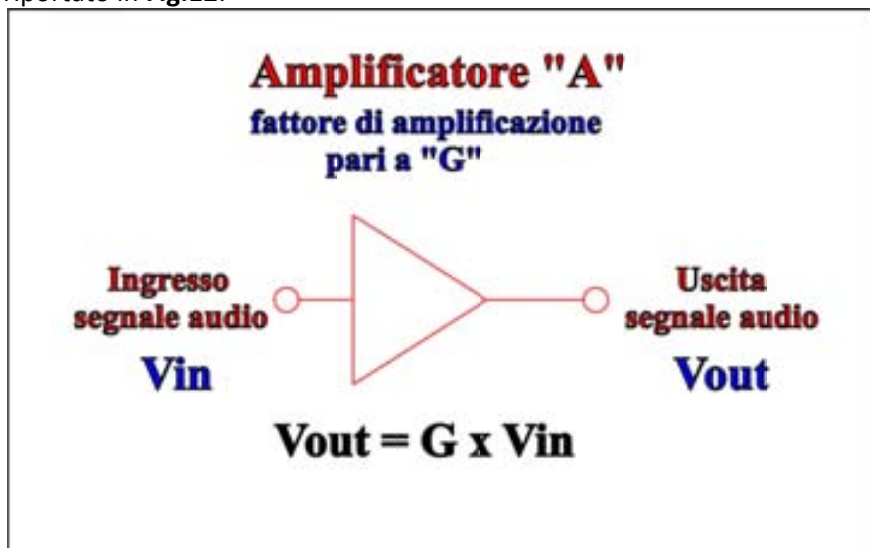 Amplificatore "A"
fattore di amplificazione
pari a "G"
Ingresso
segnale audio
Vin
Uscita
segnale audio
Vout
Vout = G x Vin